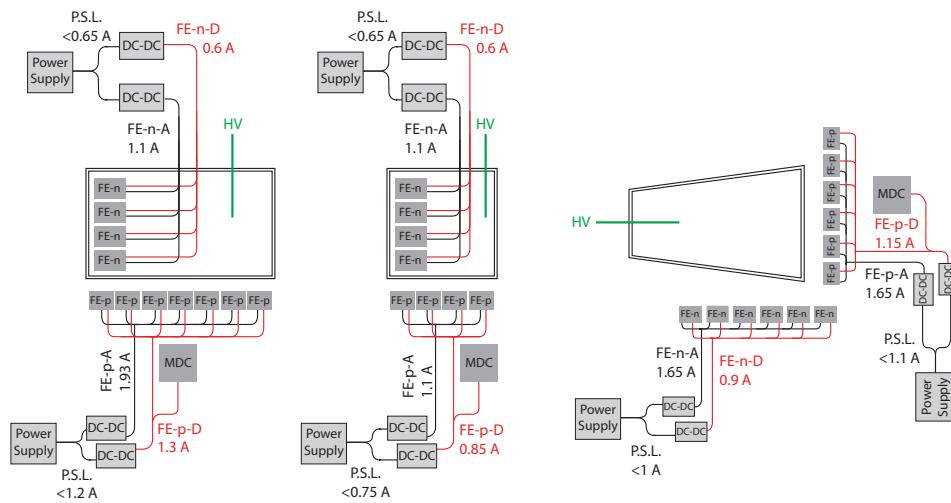 P.S.L.
<0.65 A
FE-n-D
0.6 A
DC-DC
Power
Supply
DC-DC
FE-n-A
1.1 A
HV
FE-n
FE-n
FE-n
FE-n
FE-p FE-p FE-p FE-p FE-p FE-p FE-p
FE-p-A
1.93 A
MDC
Power
Supply
DC-DC
DC-DC
FE-p-D
1.3 A
P.S.L.
<1.2 A
P.S.L.
<0.65 A
FE-n-D
0.6 A
DC-DC
Power
Supply
DC-DC
FE-n-A
1.1 A
HV
FE-n
FE-n
FE-n
FE-n
FE-p FE-p FE-p FE-p
FE-p-A
1.1 A
MDC
Power
Supply
DC-DC
DC-DC
FE-p-D
0.85 A
P.S.L.
<0.75 A
HV
FE-p
FE-p
FE-p
FE-p
FE-p
FE-p
MDC
FE-p-D
1.15 A
FE-p-A
1.65 A
DC-DC
DC-DC
P.S.L.
<1.1 A
Power
Supply
FE-n FE-n FE-n FE-n FE-n FE-n
FE-n-A
1.65 A
FE-n-D
0.9 A
Power
Supply
DC-DC
DC-DC
P.S.L.
<1 A